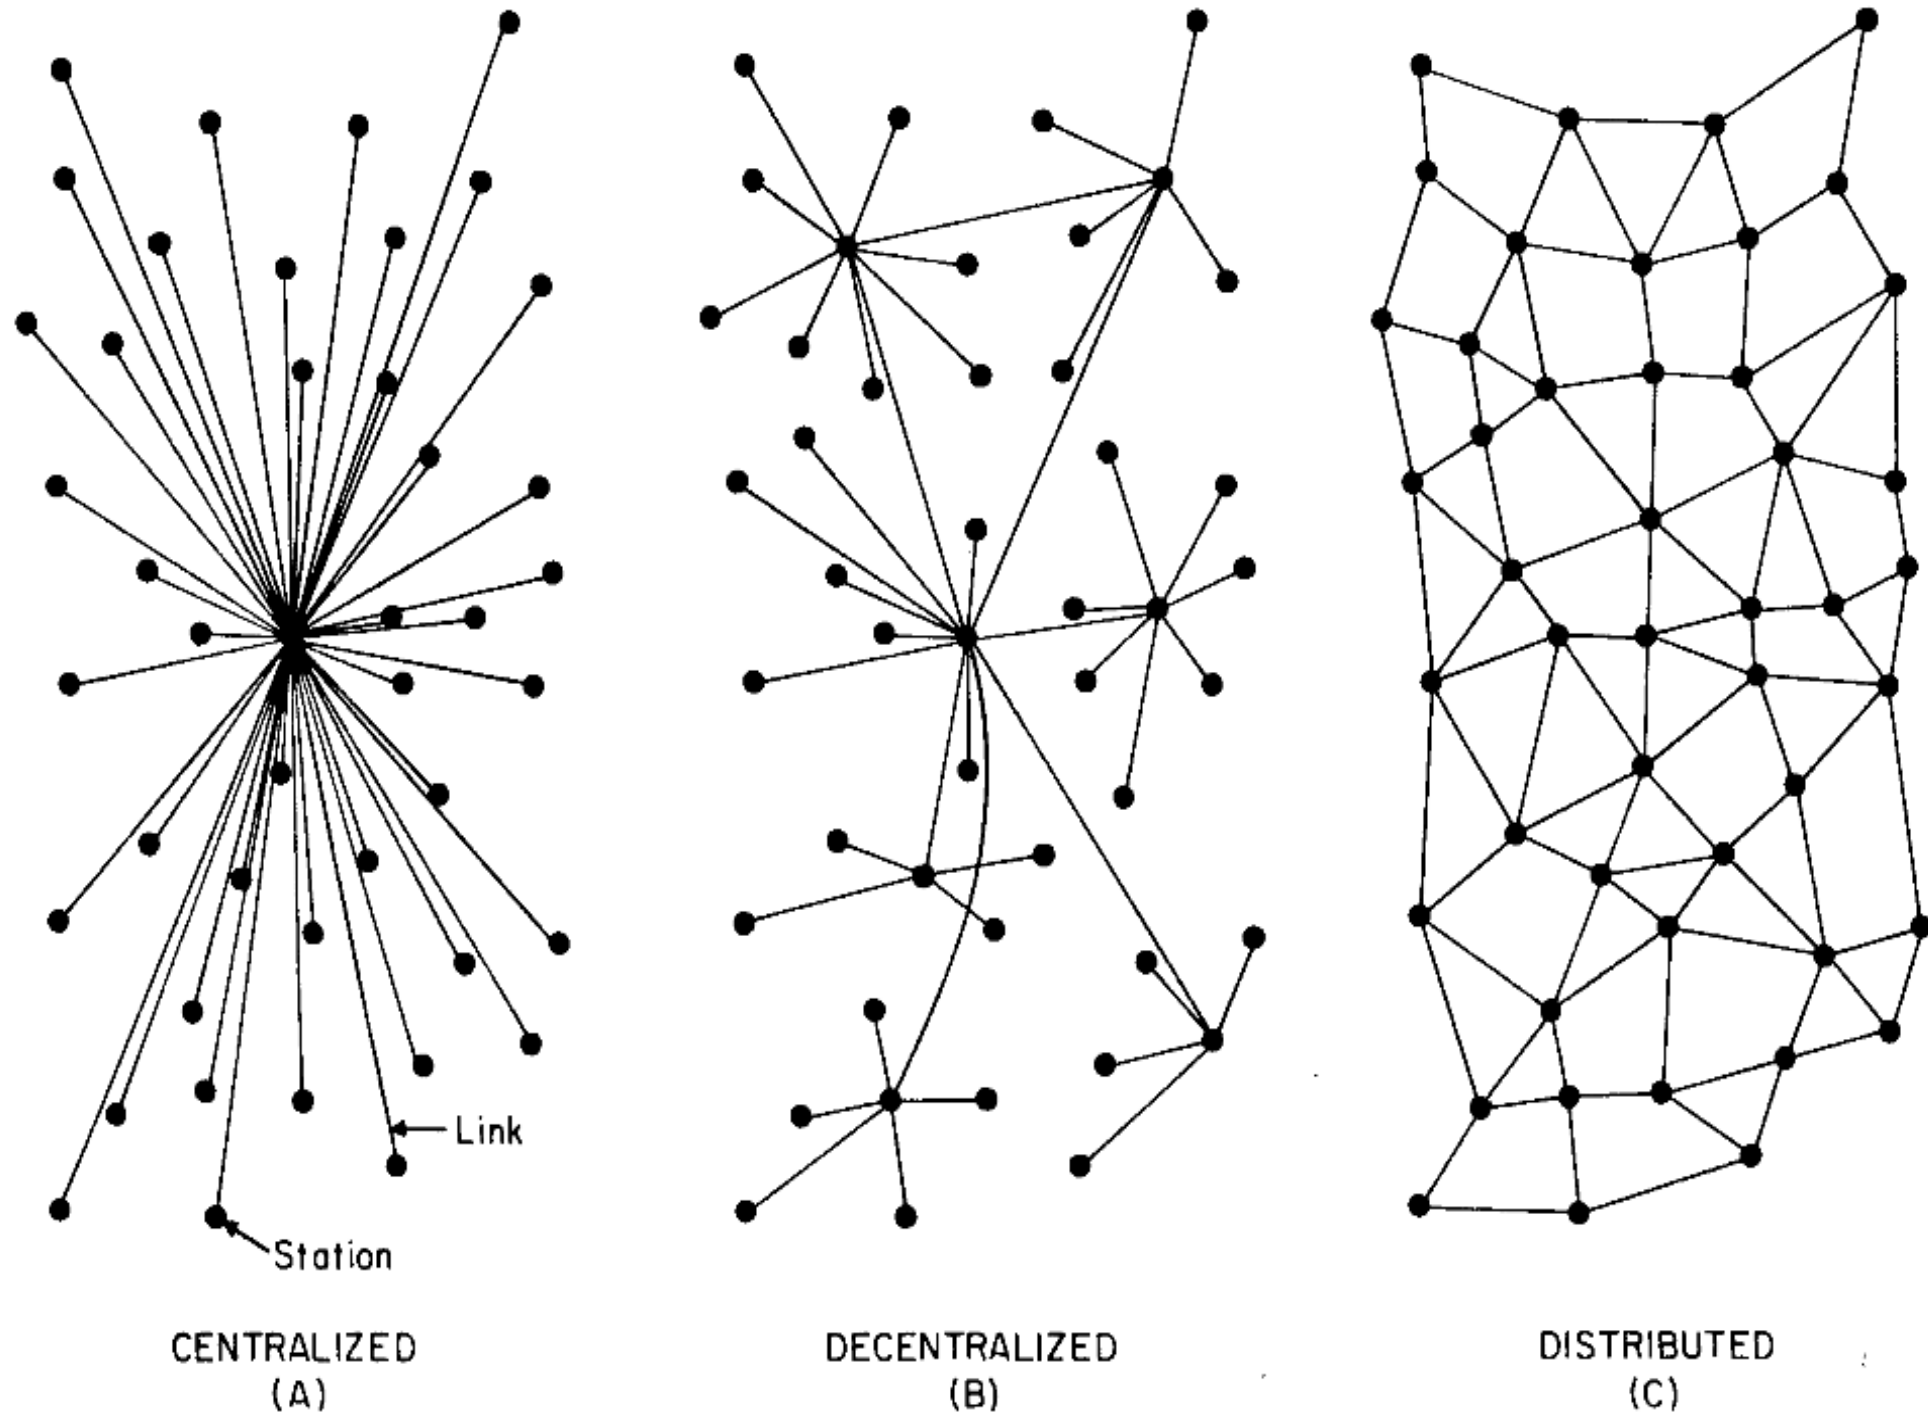 Link
Station
CENTRALIZED
(A)
DECENTRALIZED
(B)
DISTRIBUTED
(C)